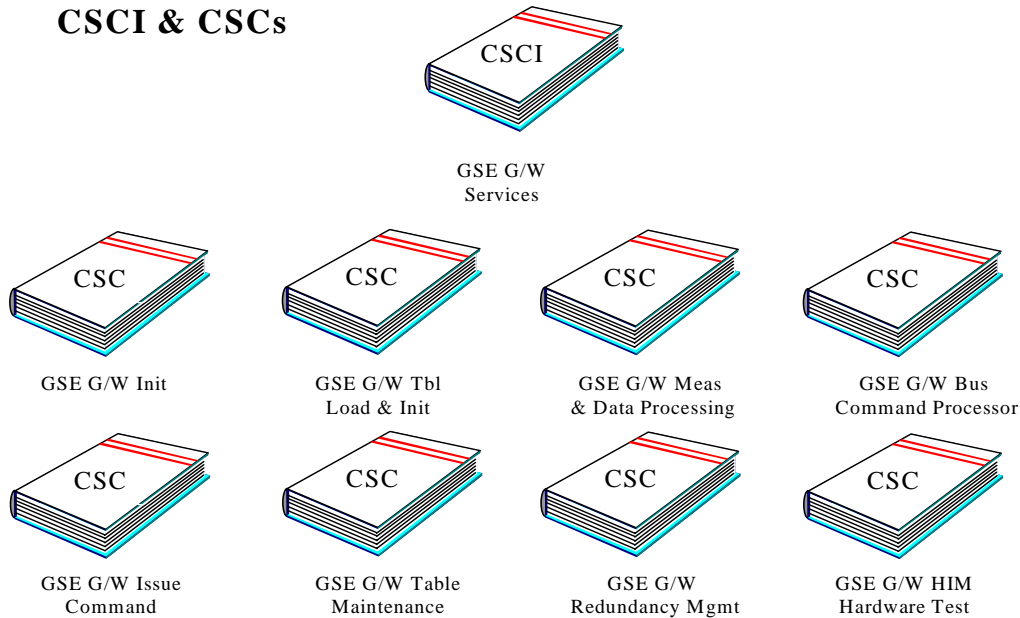 CSCI & CSCs
CSCI
GSE G/W
Services
CSC
GSE G/W Init
CSC
GSE G/W Tbl
Load & Init
CSC
GSE G/W Meas
& Data Processing
CSC
GSE G/W Bus
Command Processor
CSC
GSE G/W Issue
Command
CSC
GSE G/W Table
Maintenance
CSC
GSE G/W
Redundancy Mgmt
CSC
GSE G/W HIM
Hardware Test